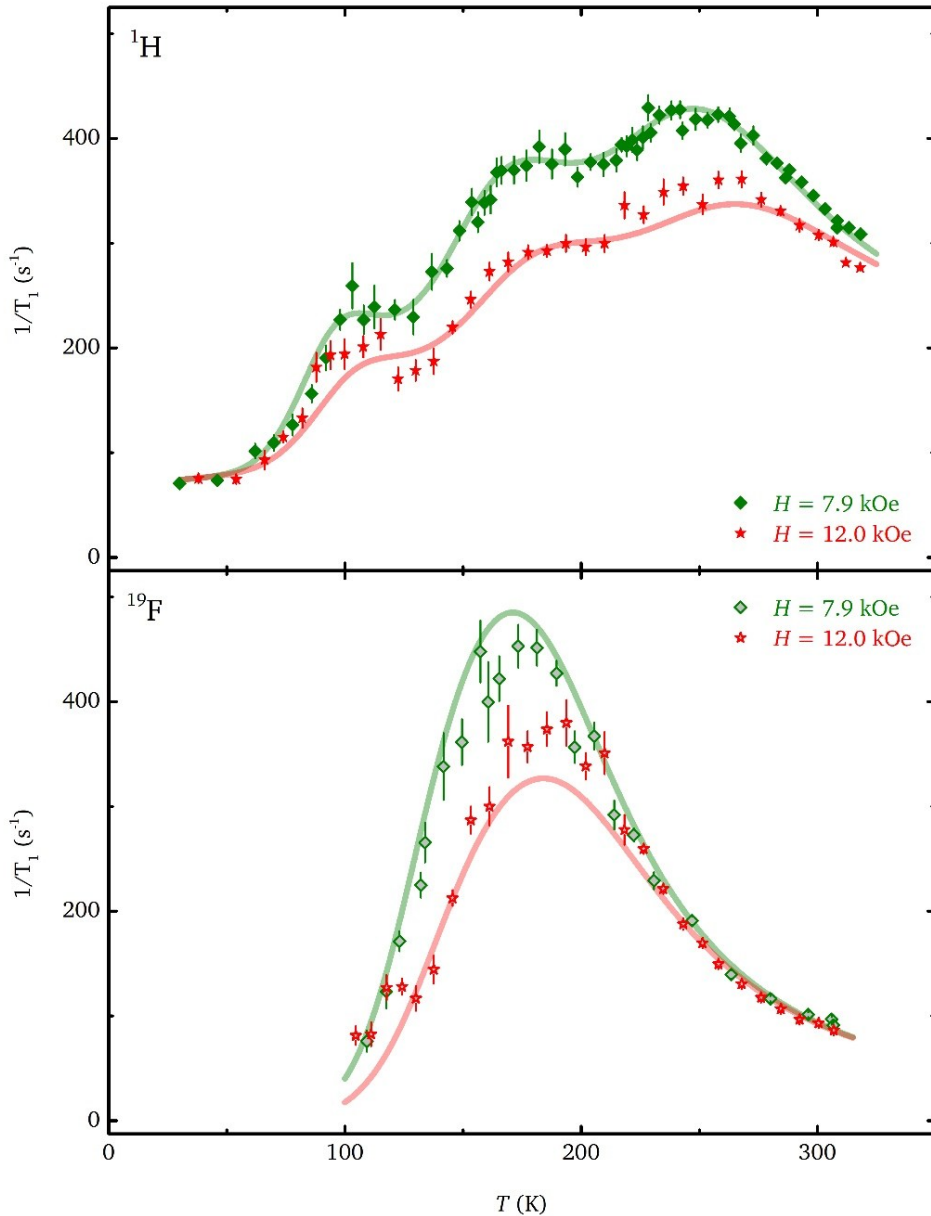 ¹H
400
200
0
1/T₁ (s⁻¹)
H = 7.9 kOe
H = 12.0 kOe
¹⁹F
H = 7.9 kOe
H = 12.0 kOe
400
200
0
1/T₁ (s⁻¹)
0 100 200 300
T (K)